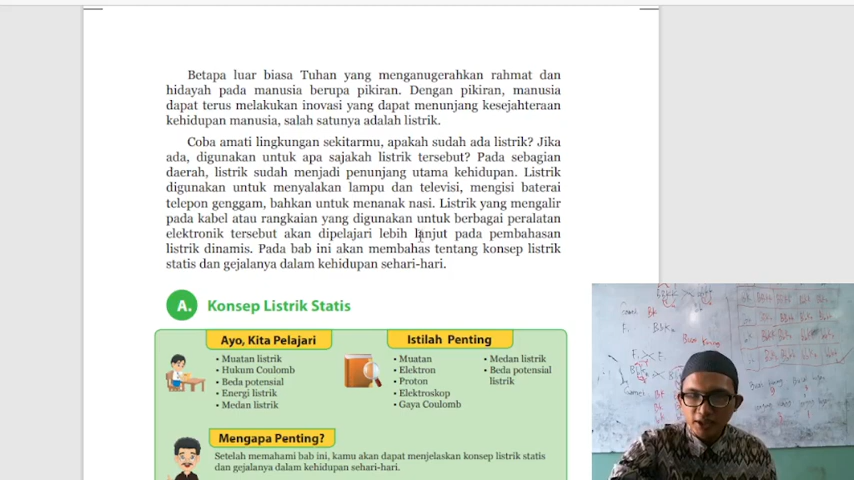 Betapa luar biasa Tuhan yang menganugerahkan rahmat dan
hidayah pada manusia berupa pikiran. Dengan pikiran, manusia
dapat terus melakukan inovasi yang dapat menunjang kesejahteraan
kehidupan manusia, salah satunya adalah listrik.
Coba amati lingkungan sekitarmu, apakah sudah ada listrik? Jika
ada, digunakan untuk apa sajakah listrik tersebut? Pada sebagian
daerah, listrik sudah menjadi penunjang utama kehidupan. Listrik
digunakan untuk menyalakan lampu dan televisi, mengisi baterai
telepon genggam, bahkan untuk menanak nasi. Listrik yang mengalir
pada kabel atau rangkaian yang digunakan untuk berbagai peralatan
elektronik tersebut akan dipelajari lebih lanjut pada pembahasan
listrik dinamis. Pada bab ini akan membahas tentang konsep listrik
statis dan gejalanya dalam kehidupan sehari-hari.
A. Konsep Listrik Statis
Ayo, Kita Pelajari
• Muatan listrik
• Hukum Coulomb
• Beda potensial
• Energi listrik
• Medan listrik
Istilah Penting
• Muatan
• Elektron
• Proton
• Elektroskop
• Gaya Coulomb
• Medan listrik
• Beda potensial
listrik
Mengapa Penting?
Setelah memahami bab ini, kamu akan dapat menjelaskan konsep listrik statis
dan gejalanya dalam kehidupan sehari-hari.